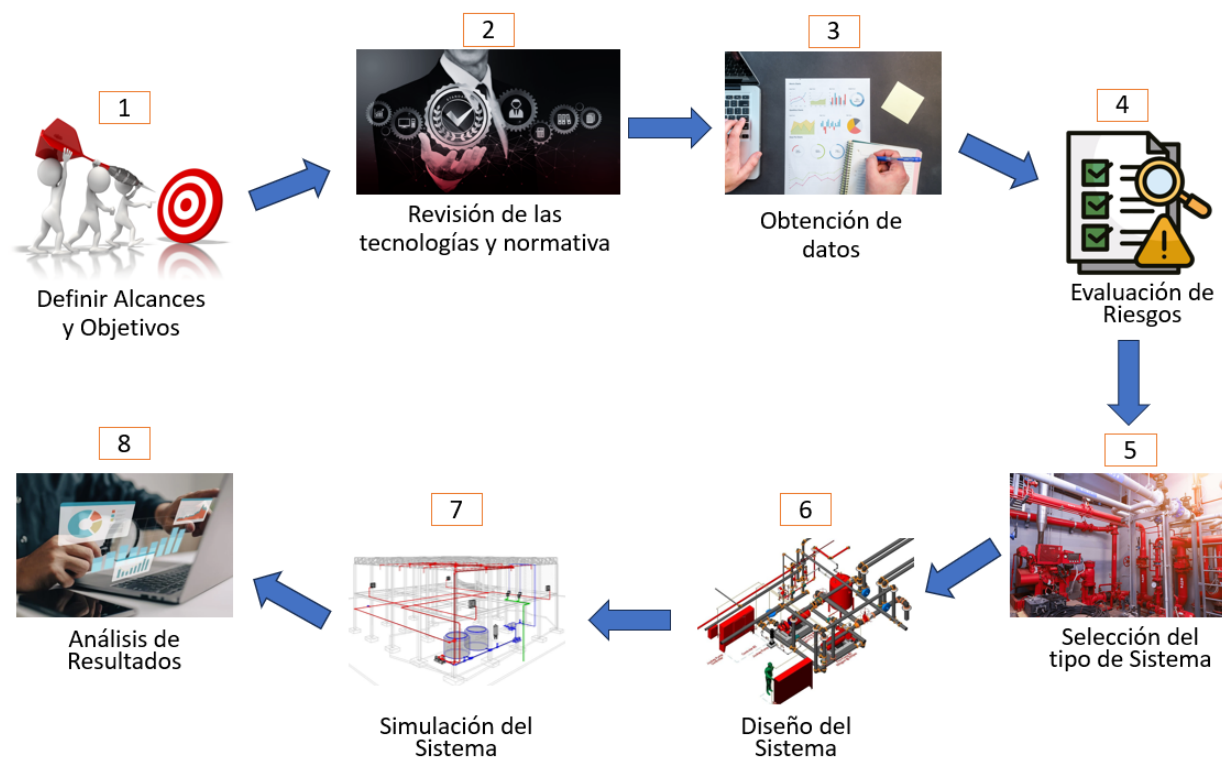 1
Definir Alcances
y Objetivos
2
Revisión de las
tecnologías y normativa
3
Obtención de
datos
4
Evaluación de
Riesgos
5
Selección del
tipo de Sistema
6
Diseño del
Sistema
7
Simulación del
Sistema
8
Análisis de
Resultados